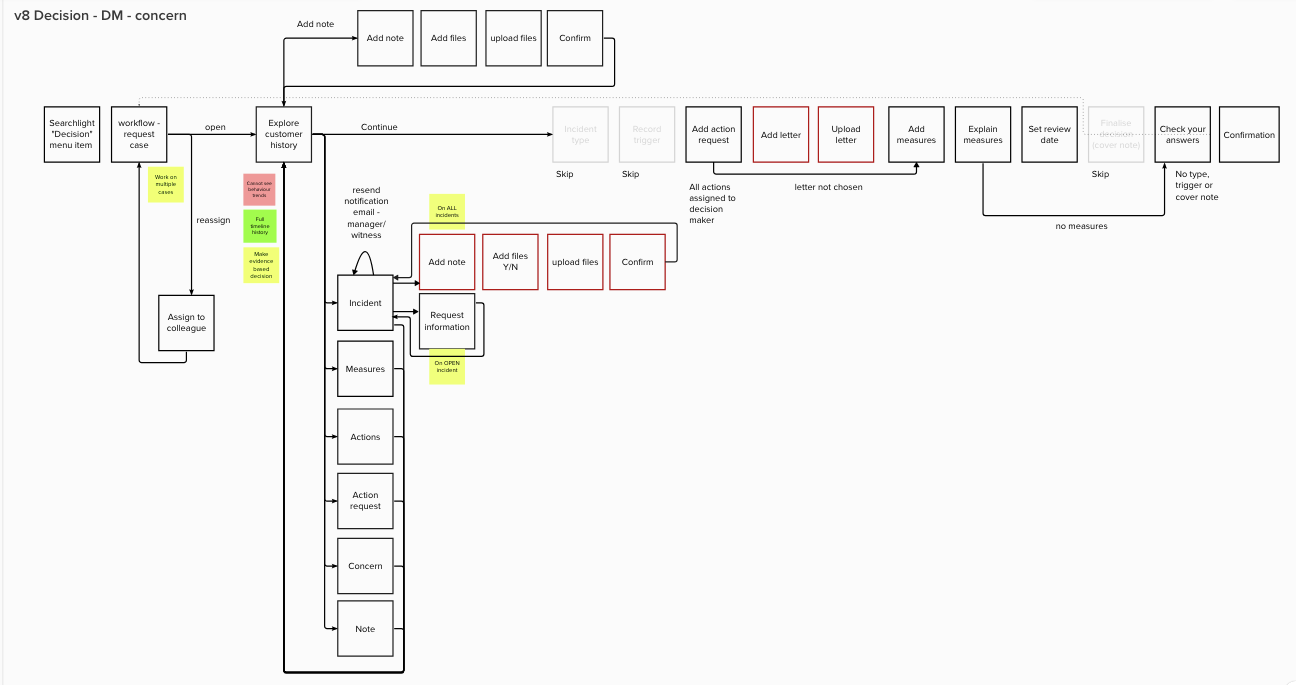 v8 Decision - DM - concern
Add note
Add note
Add files
upload files
Confirm
Searchlight
"Decision"
menu item
workflow -
request
case
open
Explore
customer
history
Continue
Incident
type
Record
trigger
Add action
request
Add letter
Upload
letter
Add
measures
Explain
measures
Set review
date
Finalise
decision
(cover note)
Check your
answers
Confirmation
Skip
Skip
Skip
All actions
assigned to
decision
maker
letter not chosen
No type,
trigger or
cover note
no measures
Work on
multiple
cases
Cannot see
behaviour
trends
Full
timeline
history
Make
evidence
based
decision
reassign
Assign to
colleague
resend
notification
email -
manager/
witness
On ALL
incidents
Add note
Add files
Y/N
upload files
Confirm
Incident
Request
information
On OPEN
incident
Measures
Actions
Action
request
Concern
Note